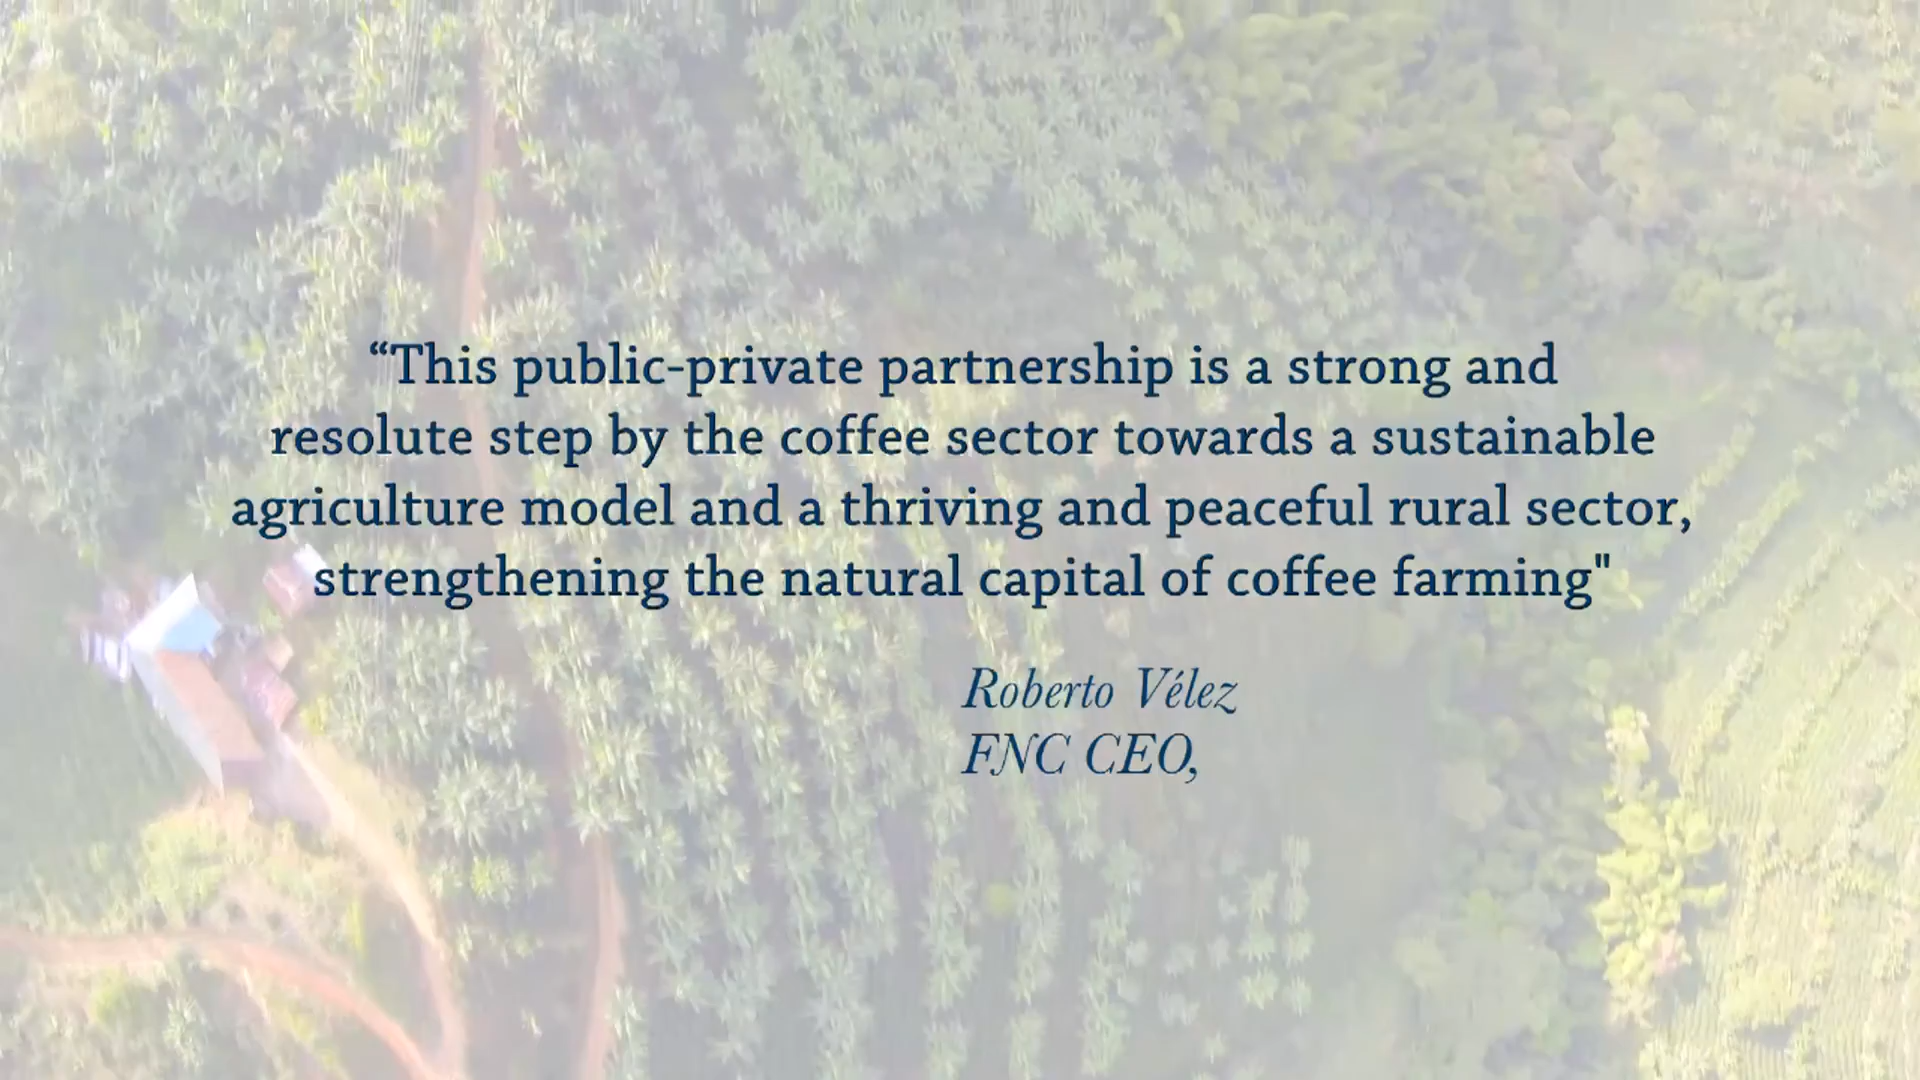 “This public-private partnership is a strong and
resolute step by the coffee sector towards a sustainable
agriculture model and a thriving and peaceful rural sector,
strengthening the natural capital of coffee farming"
Roberto Vélez
FNC CEO,